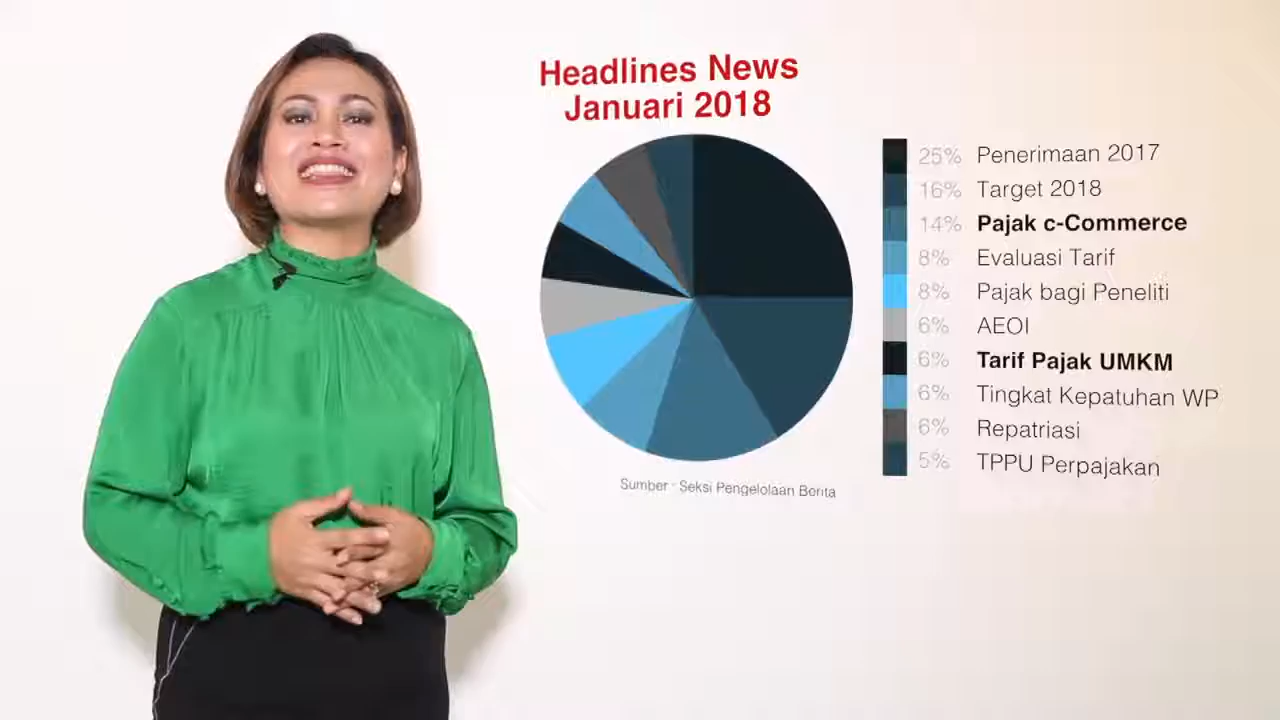 Headlines News
Januari 2018
25% Penerimaan 2017
16% Target 2018
14% Pajak c-Commerce
8% Evaluasi Tarif
8% Pajak bagi Peneliti
6% AEOI
6% Tarif Pajak UMKM
6% Tingkat Kepatuhan WP
6% Repatriasi
5% TPPU Perpajakan
Sumber : Seksi Pengelolaan Berita